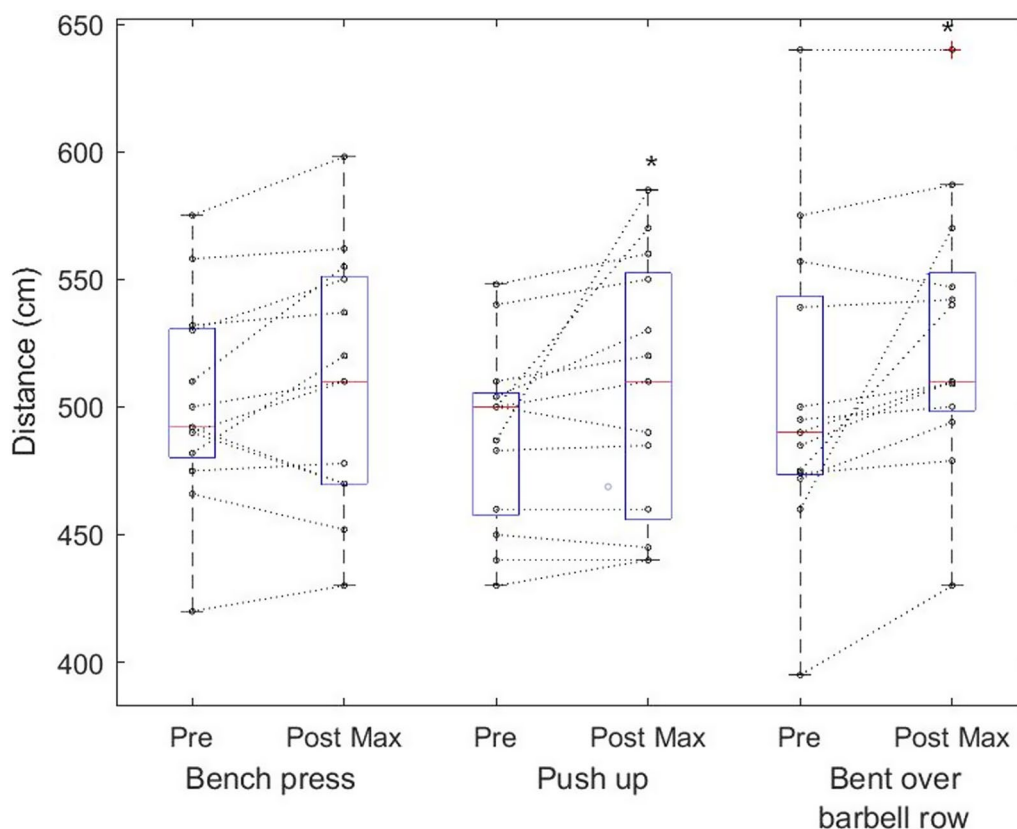 650
600
550
500
450
400
Distance (cm)
*
*
Pre
Post Max
Pre
Post Max
Pre
Post Max
Bench press
Push up
Bent over
barbell row